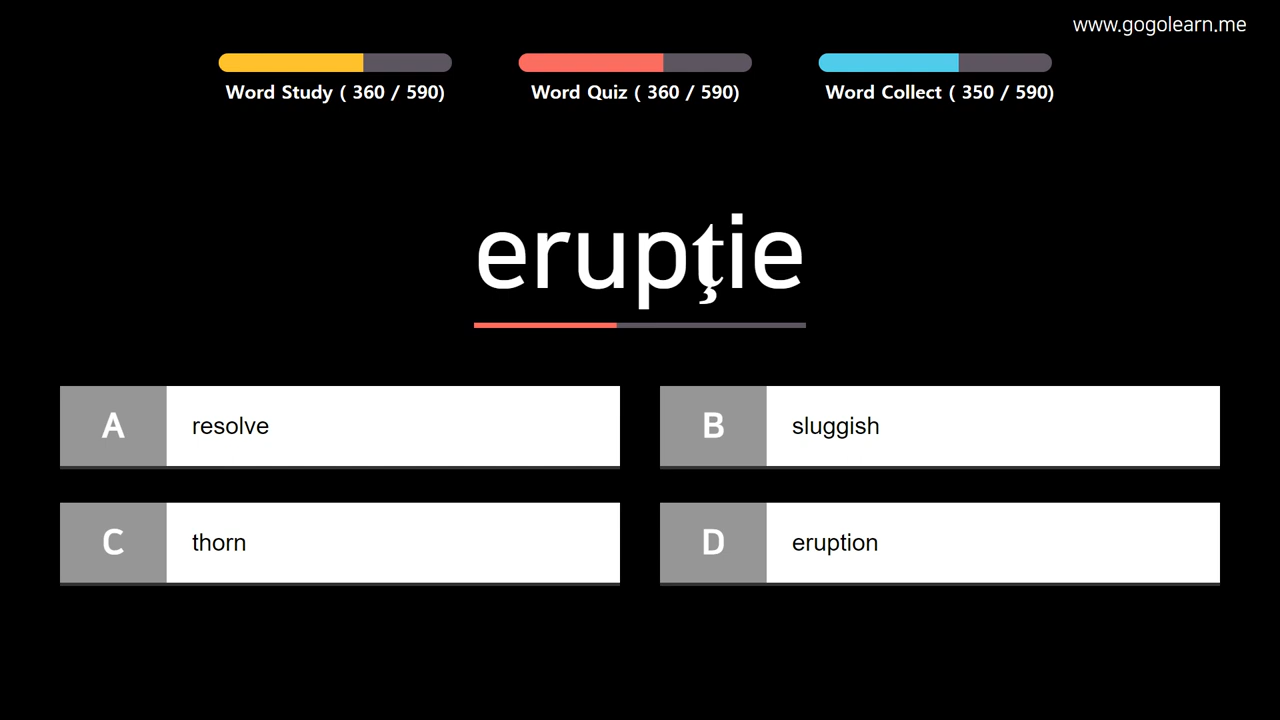 www.gogolearn.me
Word Study ( 360 / 590)
Word Quiz ( 360 / 590)
Word Collect ( 350 / 590)
erupţie
A resolve
B sluggish
C thorn
D eruption